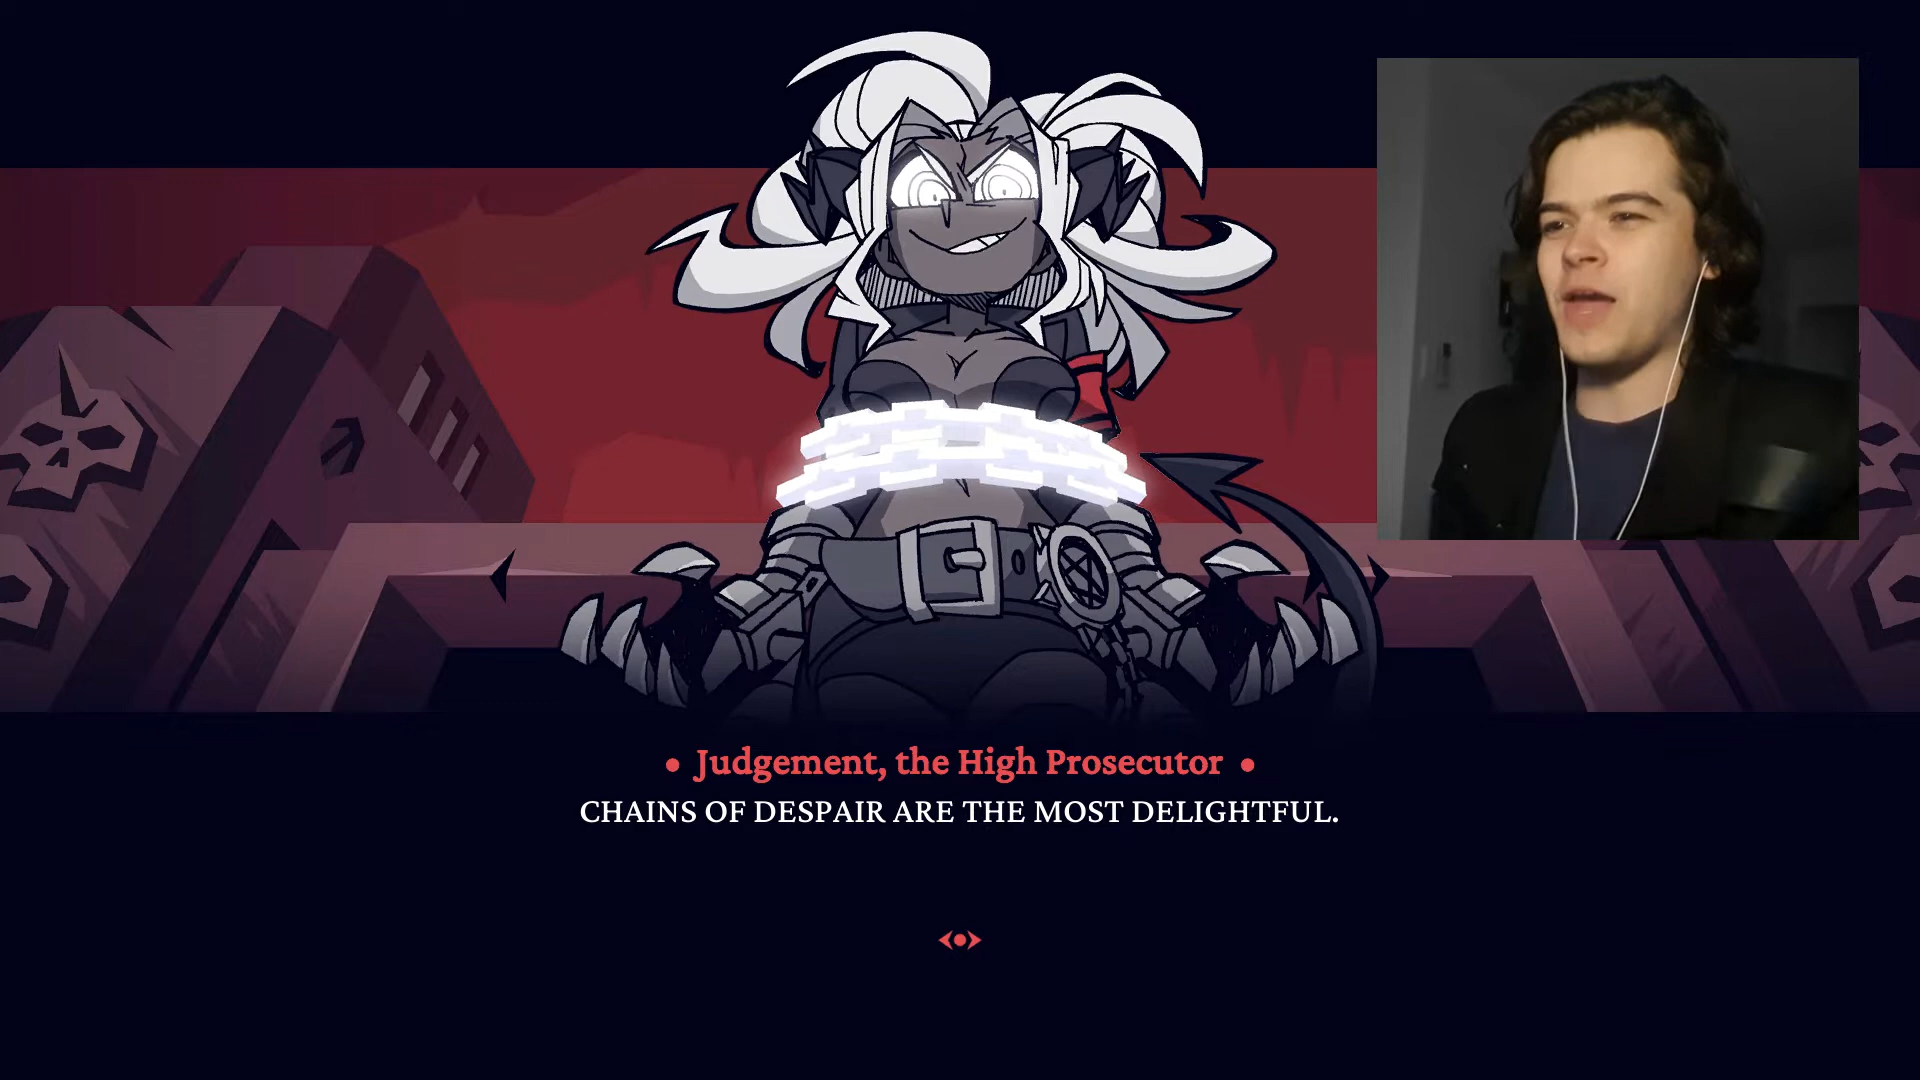 • Judgement, the High Prosecutor •
CHAINS OF DESPAIR ARE THE MOST DELIGHTFUL.